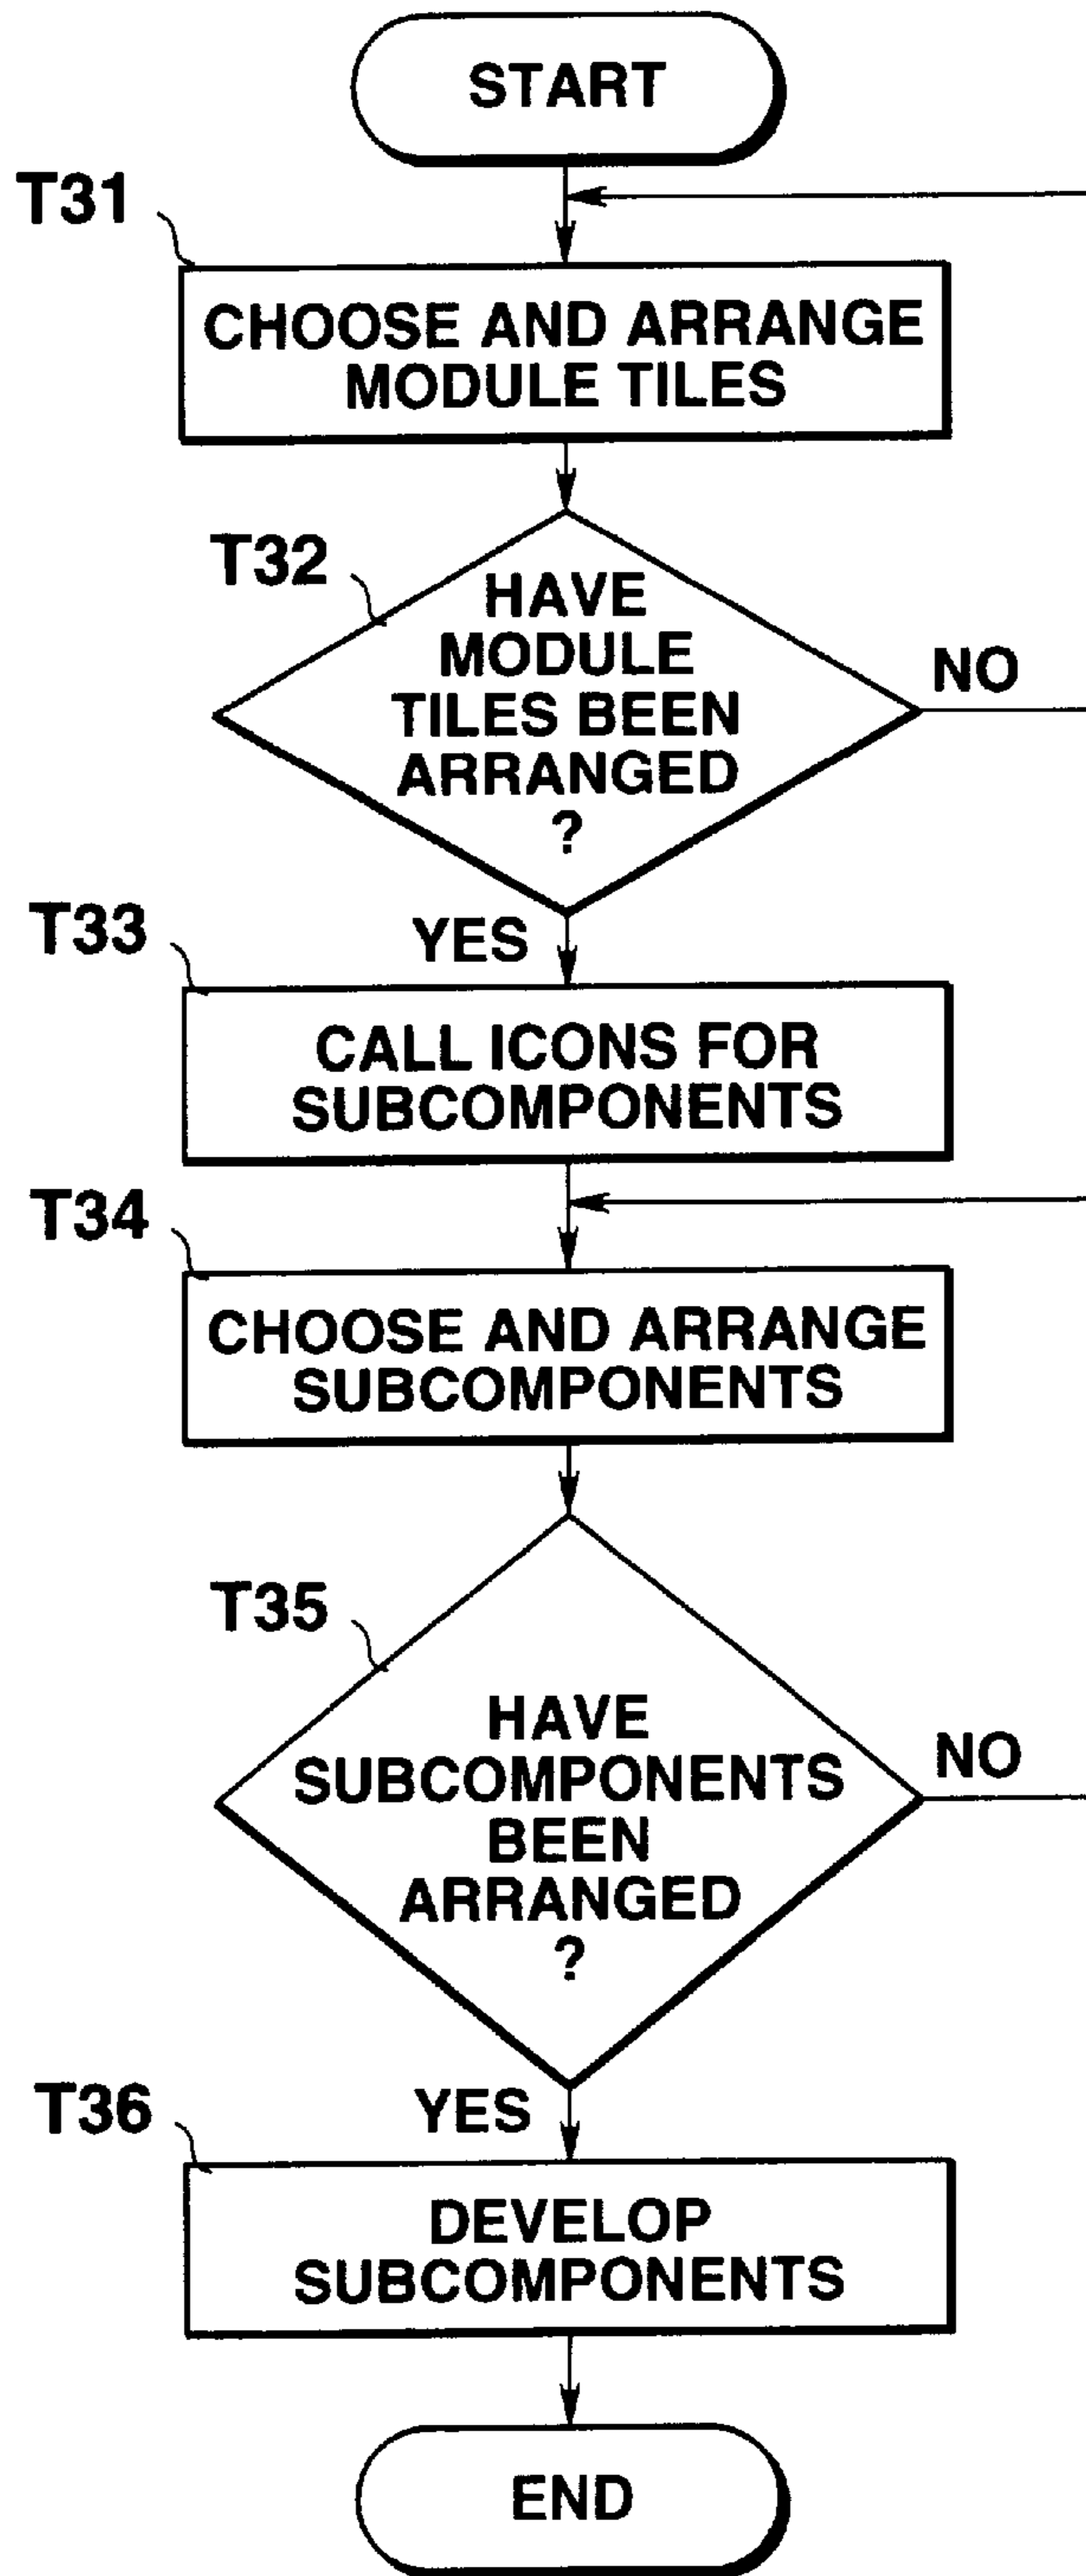 START
T31
CHOOSE AND ARRANGE
MODULE TILES
T32
HAVE
MODULE
TILES BEEN
ARRANGED
?
NO
YES
T33
CALL ICONS FOR
SUBCOMPONENTS
T34
CHOOSE AND ARRANGE
SUBCOMPONENTS
T35
HAVE
SUBCOMPONENTS
BEEN
ARRANGED
?
NO
YES
T36
DEVELOP
SUBCOMPONENTS
END